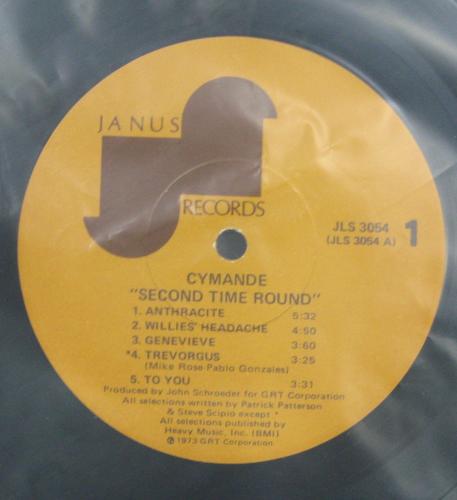 JANUS
RECORDS
JLS 3054
(JLS 3054 A)
1
CYMANDE
"SECOND TIME ROUND"
1. ANTHRACITE 5:32
2. WILLIES' HEADACHE 4:50
3. GENEVIEVE 3:60
*4. TREVORGUS 3:25
(Mike Rose-Pablo Gonzales)
5. TO YOU 3:31
Produced by John Schroeder for GRT Corporation
All selections written by Patrick Patterson
& Steve Scipio except *
All selections published by
Heavy Music, Inc. (BMI)
℗ 1973 GRT Corporation